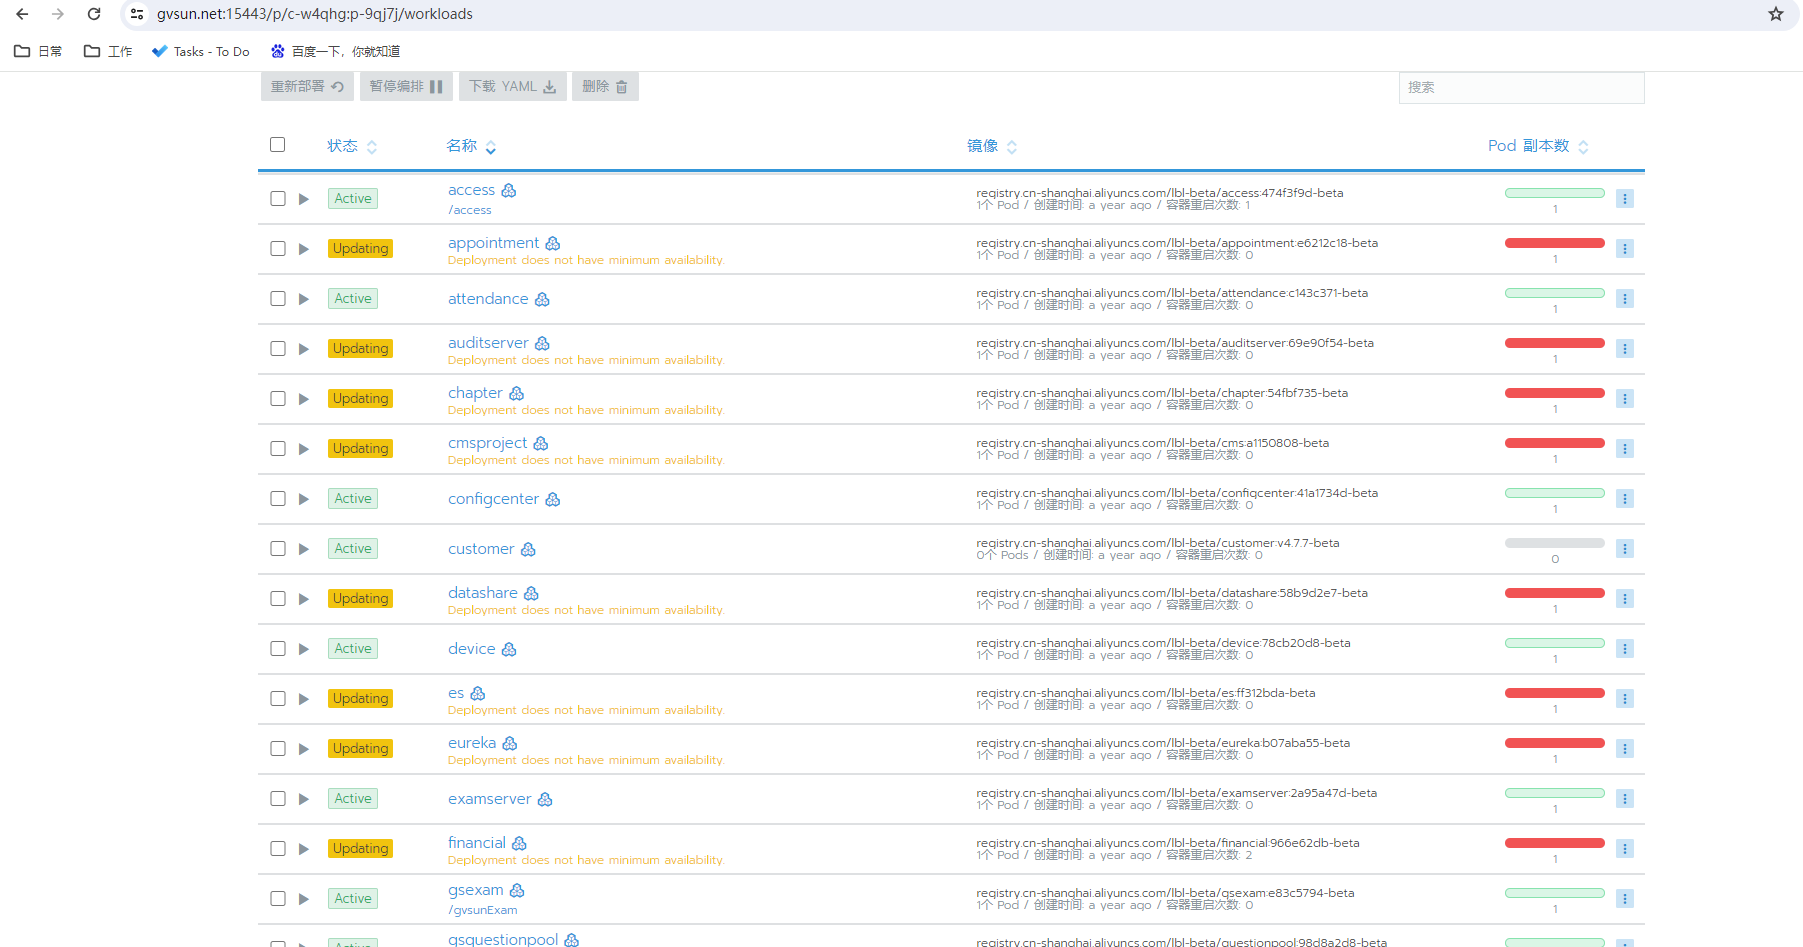 gvsun.net:15443/p/c-w4qhg:p-9qj7j/workloads
日常 工作 Tasks - To Do 百度一下，你就知道
重新部署 暂停编排 下载 YAML 删除 搜索
状态 名称 镜像 Pod 副本数
Active access registry.cn-shanghai.aliyuncs.com/lbl-beta/access:474f3f9d-beta
/access 1个 Pod / 创建时间: a year ago / 容器重启次数: 1 1
Updating appointment registry.cn-shanghai.aliyuncs.com/lbl-beta/appointment:e6212c18-beta
Deployment does not have minimum availability. 1个 Pod / 创建时间: a year ago / 容器重启次数: 0 1
Active attendance registry.cn-shanghai.aliyuncs.com/lbl-beta/attendance:c143c371-beta
1个 Pod / 创建时间: a year ago / 容器重启次数: 0 1
Updating auditserver registry.cn-shanghai.aliyuncs.com/lbl-beta/auditserver:69e90f54-beta
Deployment does not have minimum availability. 1个 Pod / 创建时间: a year ago / 容器重启次数: 0 1
Updating chapter registry.cn-shanghai.aliyuncs.com/lbl-beta/chapter:54fbf735-beta
Deployment does not have minimum availability. 1个 Pod / 创建时间: a year ago / 容器重启次数: 0 1
Updating cmsproject registry.cn-shanghai.aliyuncs.com/lbl-beta/cms:a1150808-beta
Deployment does not have minimum availability. 1个 Pod / 创建时间: a year ago / 容器重启次数: 0 1
Active configcenter registry.cn-shanghai.aliyuncs.com/lbl-beta/configcenter:41a1734d-beta
1个 Pod / 创建时间: a year ago / 容器重启次数: 0 1
Active customer registry.cn-shanghai.aliyuncs.com/lbl-beta/customer:v4.7.7-beta
0个 Pods / 创建时间: a year ago / 容器重启次数: 0 0
Updating datashare registry.cn-shanghai.aliyuncs.com/lbl-beta/datashare:58b9d2e7-beta
Deployment does not have minimum availability. 1个 Pod / 创建时间: a year ago / 容器重启次数: 0 1
Active device registry.cn-shanghai.aliyuncs.com/lbl-beta/device:78cb20d8-beta
1个 Pod / 创建时间: a year ago / 容器重启次数: 0 1
Updating es registry.cn-shanghai.aliyuncs.com/lbl-beta/es:ff312bda-beta
Deployment does not have minimum availability. 1个 Pod / 创建时间: a year ago / 容器重启次数: 0 1
Updating eureka registry.cn-shanghai.aliyuncs.com/lbl-beta/eureka:b07aba55-beta
Deployment does not have minimum availability. 1个 Pod / 创建时间: a year ago / 容器重启次数: 0 1
Active examserver registry.cn-shanghai.aliyuncs.com/lbl-beta/examserver:2a95a47d-beta
1个 Pod / 创建时间: a year ago / 容器重启次数: 0 1
Updating financial registry.cn-shanghai.aliyuncs.com/lbl-beta/financial:966e62db-beta
Deployment does not have minimum availability. 1个 Pod / 创建时间: a year ago / 容器重启次数: 2 1
Active gsexam registry.cn-shanghai.aliyuncs.com/lbl-beta/gsexam:e83c5794-beta
/gvsunExam 1个 Pod / 创建时间: a year ago / 容器重启次数: 0 1
Active gsquestionpool registry.cn-shanghai.aliyuncs.com/lbl-beta/questionpool:98d8a2d8-beta